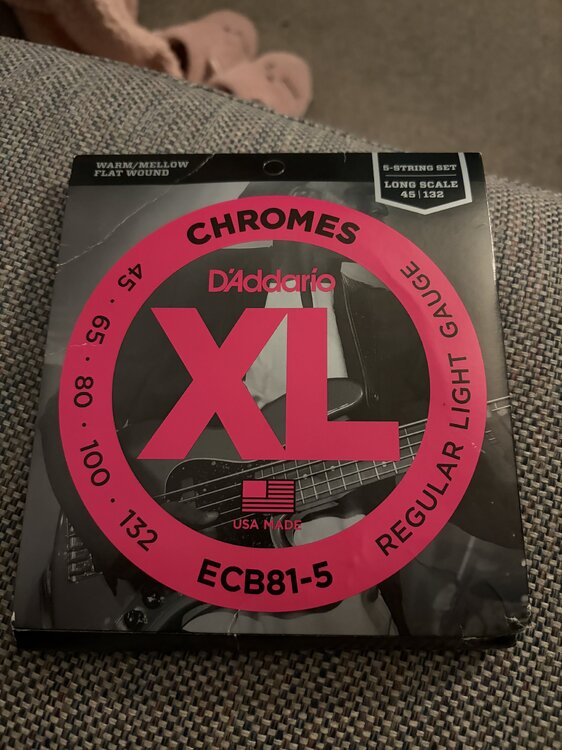 WARM/MELLOW
FLAT WOUND
5-STRING SET
LONG SCALE
45 | 132
CHROMES
D'Addario
XL
45 · 65 · 80 · 100 · 132
REGULAR LIGHT GAUGE
USA MADE
ECB81-5